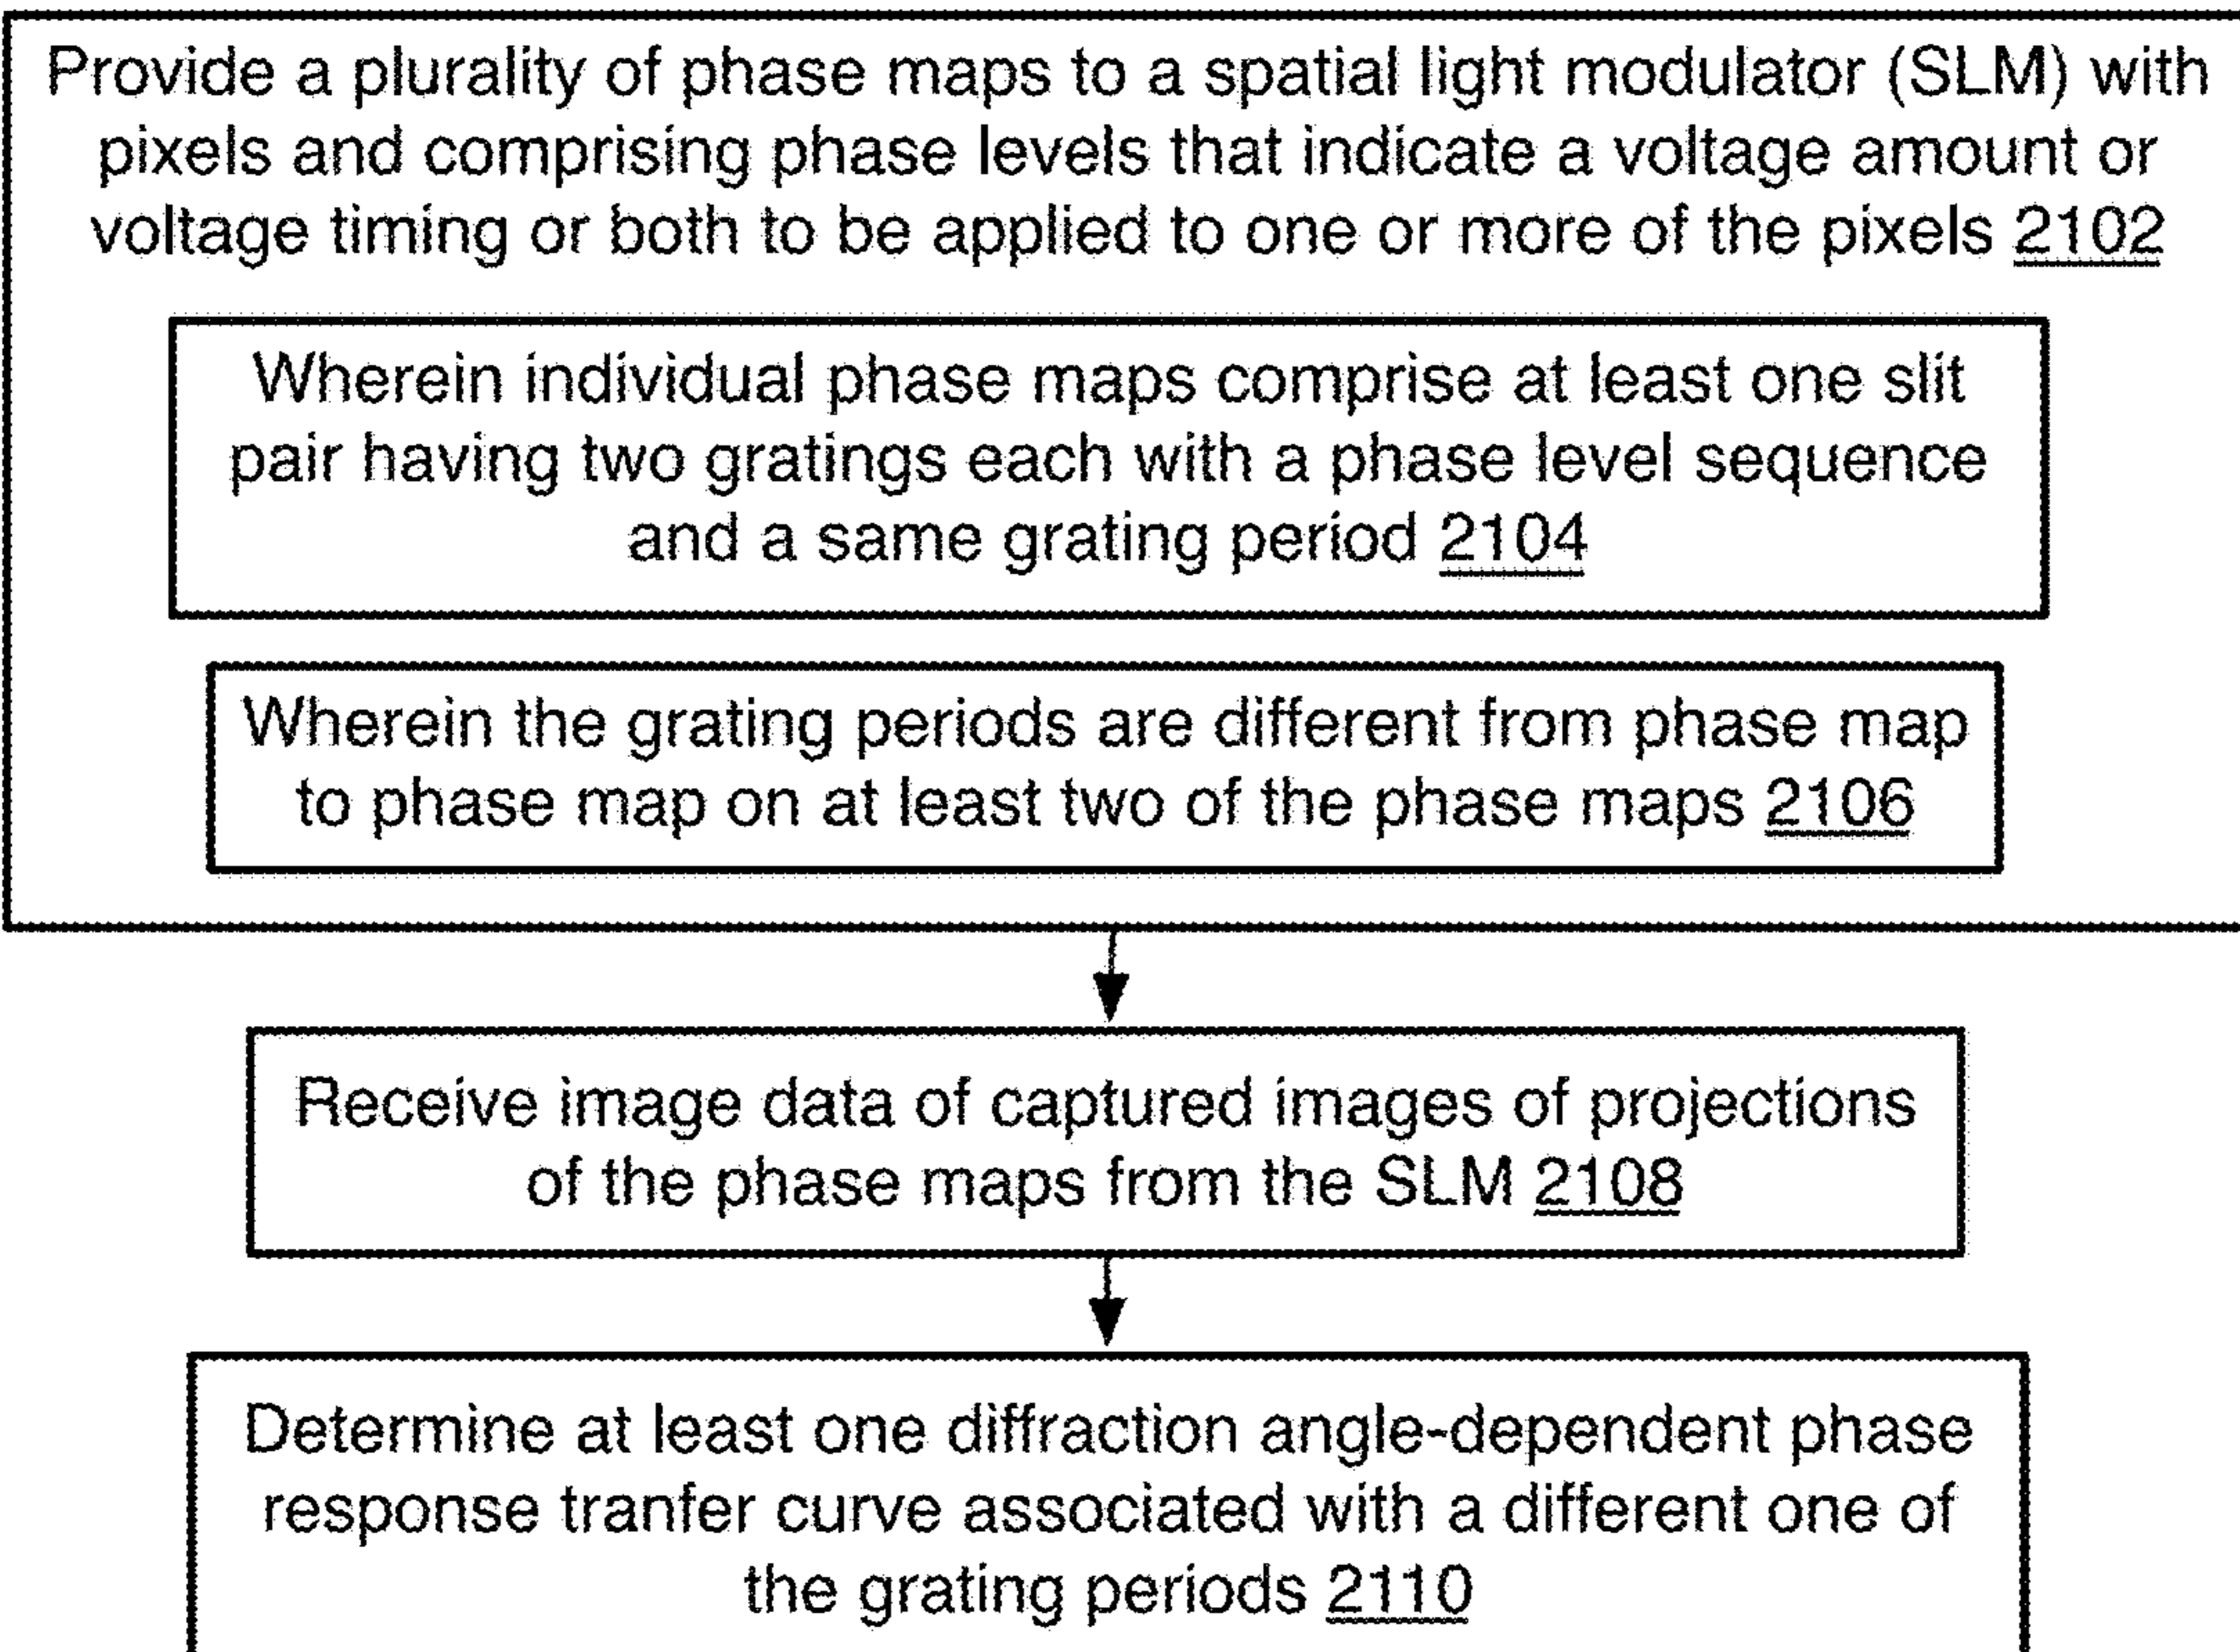 Provide a plurality of phase maps to a spatial light modulator (SLM) with
pixels and comprising phase levels that indicate a voltage amount or
voltage timing or both to be applied to one or more of the pixels 2102
Wherein individual phase maps comprise at least one slit
pair having two gratings each with a phase level sequence
and a same grating period 2104
Wherein the grating periods are different from phase map
to phase map on at least two of the phase maps 2106
Receive image data of captured images of projections
of the phase maps from the SLM 2108
Determine at least one diffraction angle-dependent phase
response tranfer curve associated with a different one of
the grating periods 2110